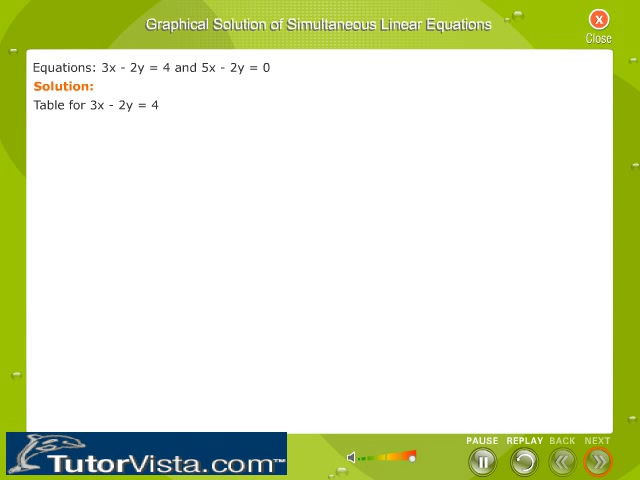 Graphical Solution of Simultaneous Linear Equations
X
Close
Equations: 3x - 2y = 4 and 5x - 2y = 0
Solution:
Table for 3x - 2y = 4
PAUSE REPLAY BACK NEXT
TutorVista.com™